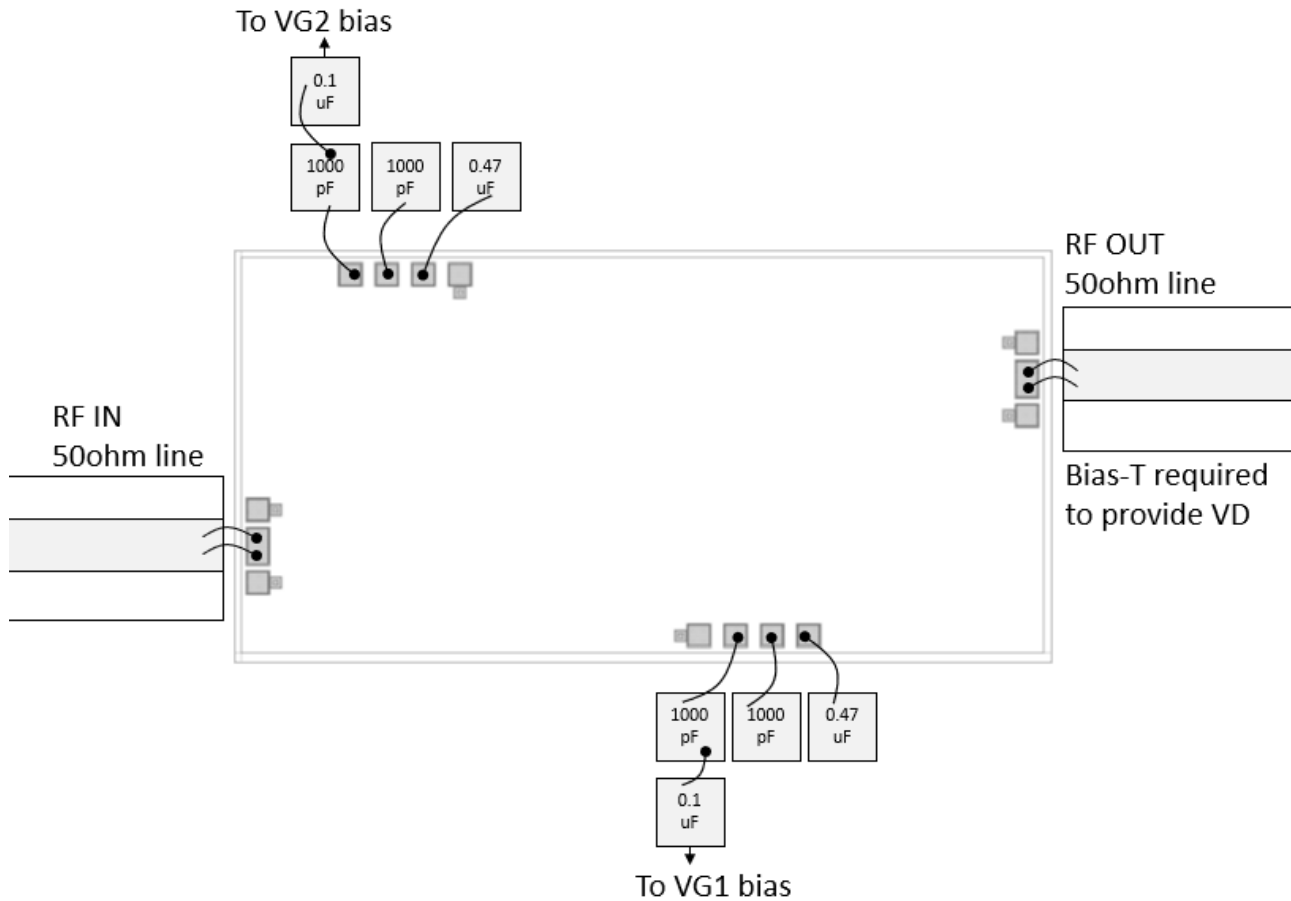 To VG2 bias
0.1
uF
1000
pF
1000
pF
0.47
uF
RF OUT
50ohm line
RF IN
50ohm line
Bias-T required
to provide VD
1000
pF
1000
pF
0.47
uF
0.1
uF
To VG1 bias